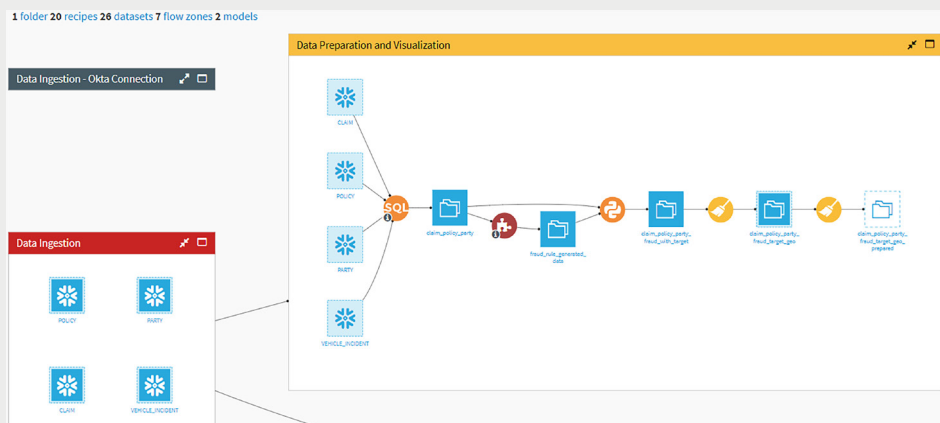 1 folder 20 recipes 26 datasets 7 flow zones 2 models
Data Preparation and Visualization
Data Ingestion - Okta Connection
CLAIM
POLICY
SQL
PARTY
VEHICLE_INCIDENT
claim_policy_party
fraud_rule_generated_
data
claim_policy_party_
fraud_with_target
claim_policy_party_
fraud_target_geo
claim_policy_party_
fraud_target_geo_
prepared
Data Ingestion
POLICY
PARTY
CLAIM
VEHICLE_INCIDENT